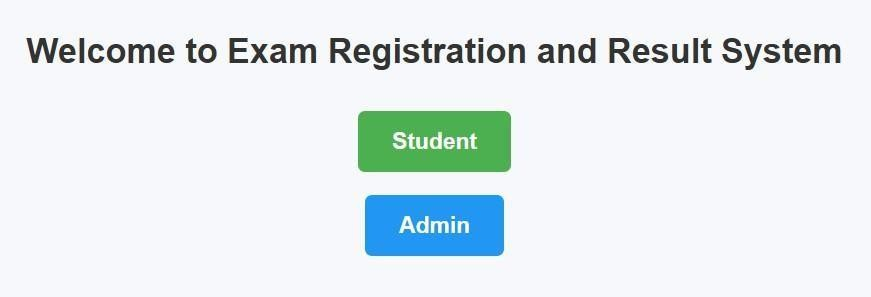 Welcome to Exam Registration and Result System
Student
Admin